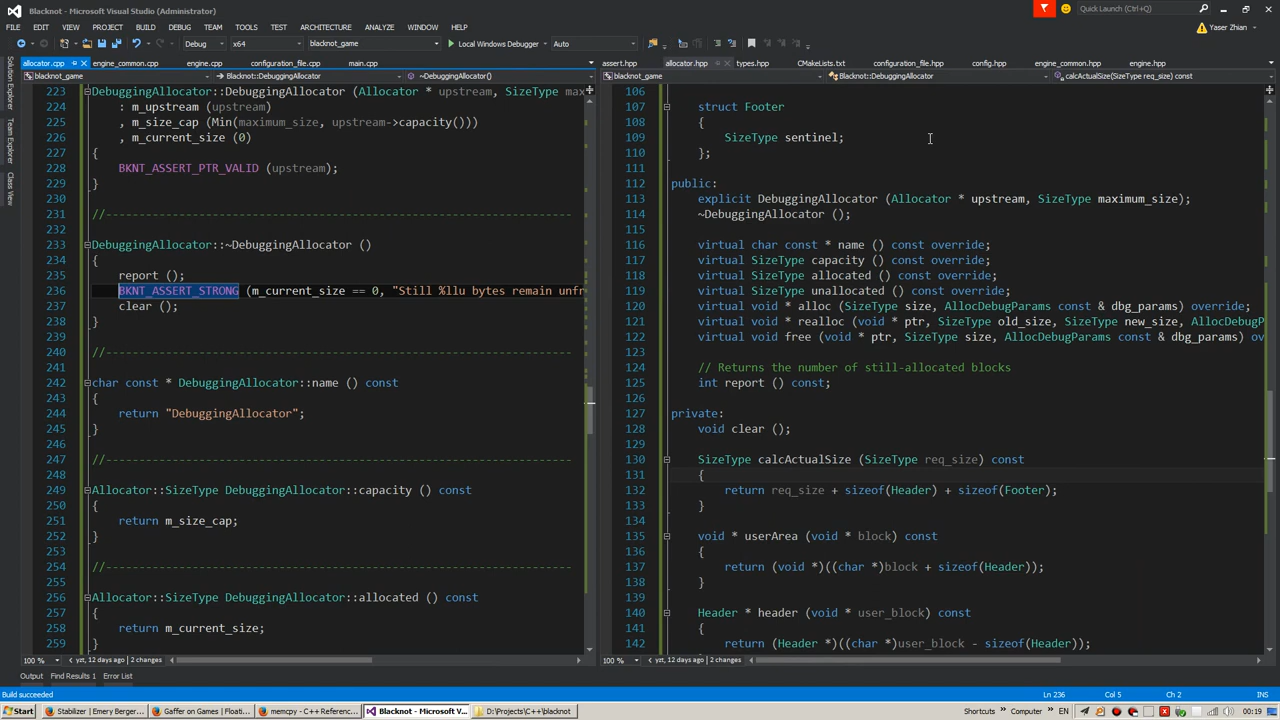 Blacknot - Microsoft Visual Studio (Administrator)
Quick Launch (Ctrl+Q)
FILE EDIT VIEW PROJECT BUILD DEBUG TEAM TOOLS TEST ARCHITECTURE ANALYZE WINDOW HELP
Yaser Zhian
Debug x64 blacknot_game Local Windows Debugger Auto
Solution Explorer
Team Explorer
Class View
allocator.cpp engine_common.cpp engine.cpp configuration_file.cpp main.cpp
blacknot_game Blacknot::DebuggingAllocator ~DebuggingAllocator()
223 DebuggingAllocator::DebuggingAllocator (Allocator * upstream, SizeType max
224 : m_upstream (upstream)
225 , m_size_cap (Min(maximum_size, upstream->capacity()))
226 , m_current_size (0)
227 {
228 BKNT_ASSERT_PTR_VALID (upstream);
229 }
230
231 //----------------------------------------------------------------------
232
233 DebuggingAllocator::~DebuggingAllocator ()
234 {
235 report ();
236 BKNT_ASSERT_STRONG (m_current_size == 0, "Still %llu bytes remain unfr
237 clear ();
238 }
239
240 //----------------------------------------------------------------------
241
242 char const * DebuggingAllocator::name () const
243 {
244 return "DebuggingAllocator";
245 }
246
247 //----------------------------------------------------------------------
248
249 Allocator::SizeType DebuggingAllocator::capacity () const
250 {
251 return m_size_cap;
252 }
253
254 //----------------------------------------------------------------------
255
256 Allocator::SizeType DebuggingAllocator::allocated () const
257 {
258 return m_current_size;
259 }
100 % yzt, 12 days ago | 2 changes
assert.hpp allocator.hpp types.hpp CMakeLists.txt configuration_file.hpp config.hpp engine_common.hpp engine.hpp
blacknot_game Blacknot::DebuggingAllocator calcActualSize(SizeType req_size) const
106
107 struct Footer
108 {
109 SizeType sentinel;
110 };
111
112 public:
113 explicit DebuggingAllocator (Allocator * upstream, SizeType maximum_size);
114 ~DebuggingAllocator ();
115
116 virtual char const * name () const override;
117 virtual SizeType capacity () const override;
118 virtual SizeType allocated () const override;
119 virtual SizeType unallocated () const override;
120 virtual void * alloc (SizeType size, AllocDebugParams const & dbg_params) override;
121 virtual void * realloc (void * ptr, SizeType old_size, SizeType new_size, AllocDebugP
122 virtual void free (void * ptr, SizeType size, AllocDebugParams const & dbg_params) ov
123
124 // Returns the number of still-allocated blocks
125 int report () const;
126
127 private:
128 void clear ();
129
130 SizeType calcActualSize (SizeType req_size) const
131 {
132 return req_size + sizeof(Header) + sizeof(Footer);
133 }
134
135 void * userArea (void * block) const
136 {
137 return (void *)((char *)block + sizeof(Header));
138 }
139
140 Header * header (void * user_block) const
141 {
142 return (Header *)((char *)user_block - sizeof(Header));
100 % yzt, 12 days ago | 2 changes
Output Find Results 1 Error List
Build succeeded Ln 236 Col 5 Ch 2 INS
Start Stabilizer | Emery Berger... Gaffer on Games | Floati... memcpy - C++ Referenc... Blacknot - Microsoft V... D:\Projects\C++\blacknot Shortcuts » Computer » EN 00:19